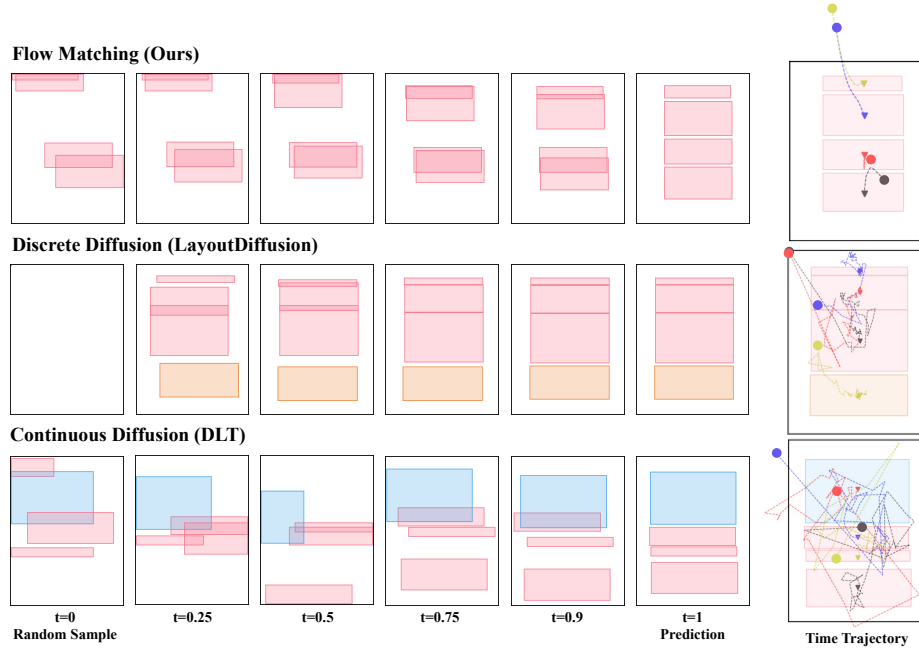 Flow Matching (Ours)
Discrete Diffusion (LayoutDiffusion)
Continuous Diffusion (DLT)
t=0 t=0.25 t=0.5 t=0.75 t=0.9 t=1
Random Sample Prediction Time Trajectory